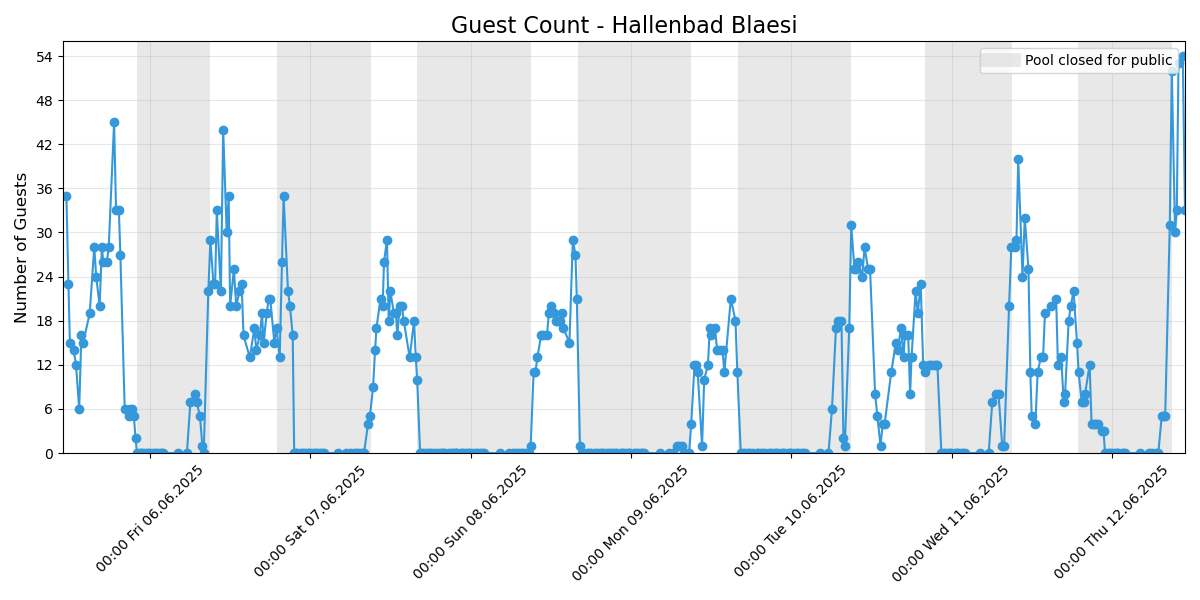 Guest Count - Hallenbad Blaesi
Pool closed for public
Number of Guests
54
48
42
36
30
24
18
12
6
0
00:00 Fri 06.06.2025
00:00 Sat 07.06.2025
00:00 Sun 08.06.2025
00:00 Mon 09.06.2025
00:00 Tue 10.06.2025
00:00 Wed 11.06.2025
00:00 Thu 12.06.2025